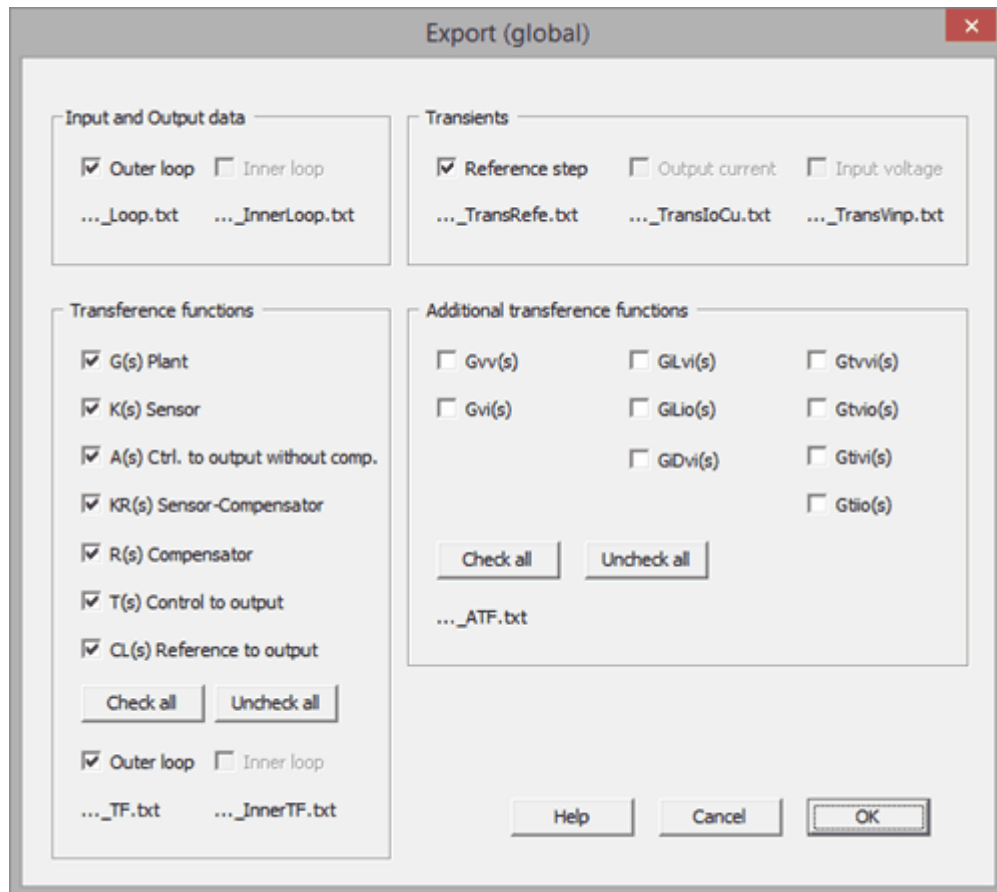 Export (global)
Input and Output data
Outer loop Inner loop
..._Loop.txt ..._InnerLoop.txt
Transients
Reference step Output current Input voltage
..._TransRefe.txt ..._TransIoCu.txt ..._TransVinp.txt
Transference functions
G(s) Plant
K(s) Sensor
A(s) Ctrl. to output without comp.
KR(s) Sensor-Compensator
R(s) Compensator
T(s) Control to output
CL(s) Reference to output
Check all Uncheck all
Outer loop Inner loop
..._TF.txt ..._InnerTF.txt
Additional transference functions
Gvv(s) GiLvi(s) Gtvvi(s)
Gvi(s) GiLio(s) Gtvio(s)
GiDvi(s) Gtivi(s)
Gtiio(s)
Check all Uncheck all
..._ATF.txt
Help Cancel OK